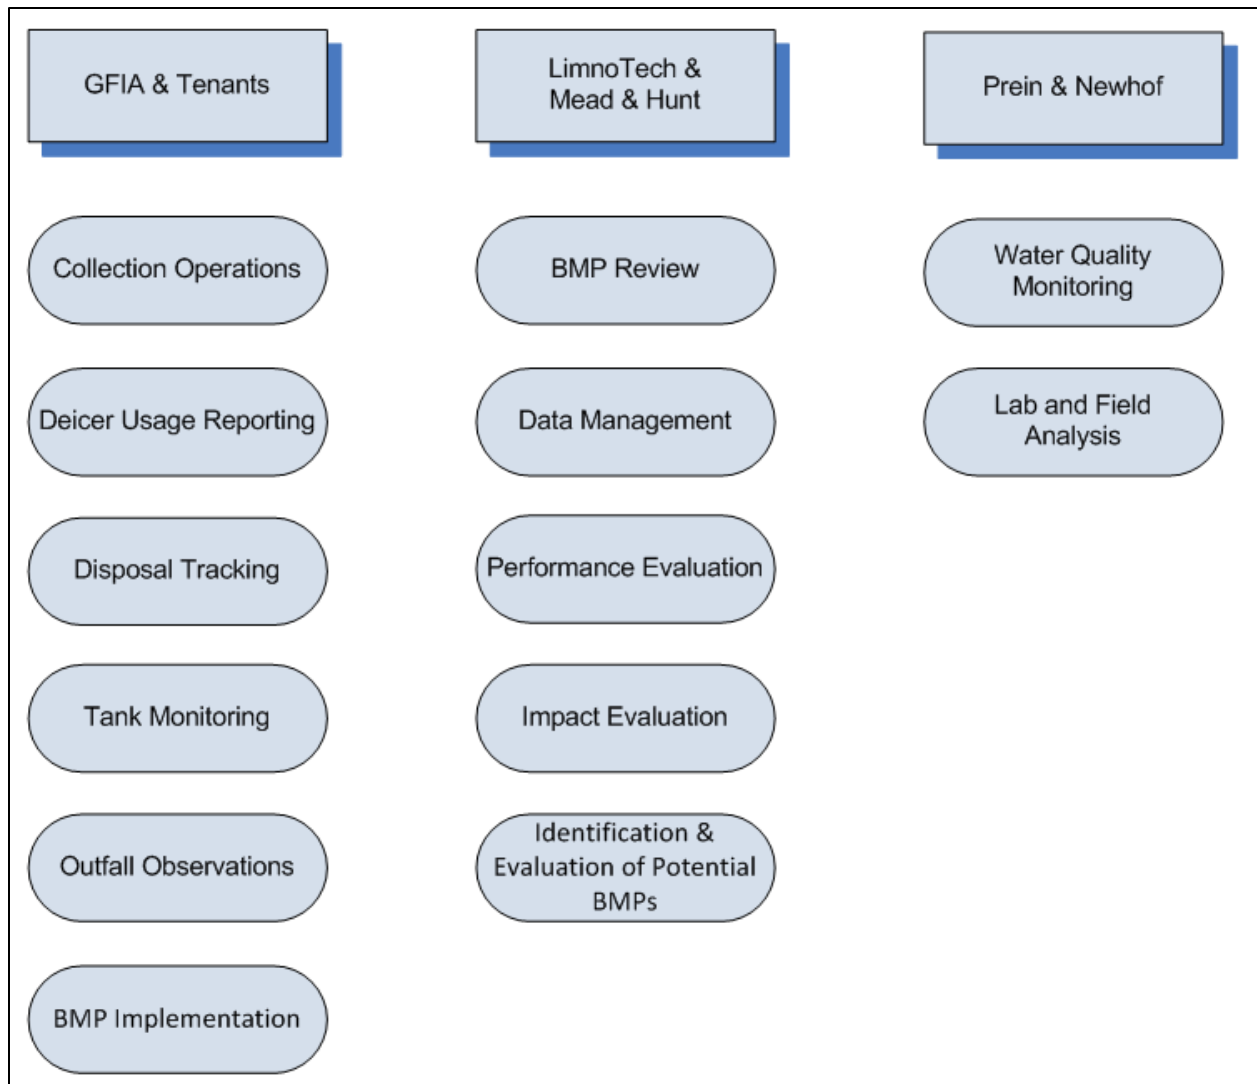 GFIA & Tenants
Collection Operations
Deicer Usage Reporting
Disposal Tracking
Tank Monitoring
Outfall Observations
BMP Implementation
LimnoTech &
Mead & Hunt
BMP Review
Data Management
Performance Evaluation
Impact Evaluation
Identification &
Evaluation of Potential
BMPs
Prein & Newhof
Water Quality
Monitoring
Lab and Field
Analysis